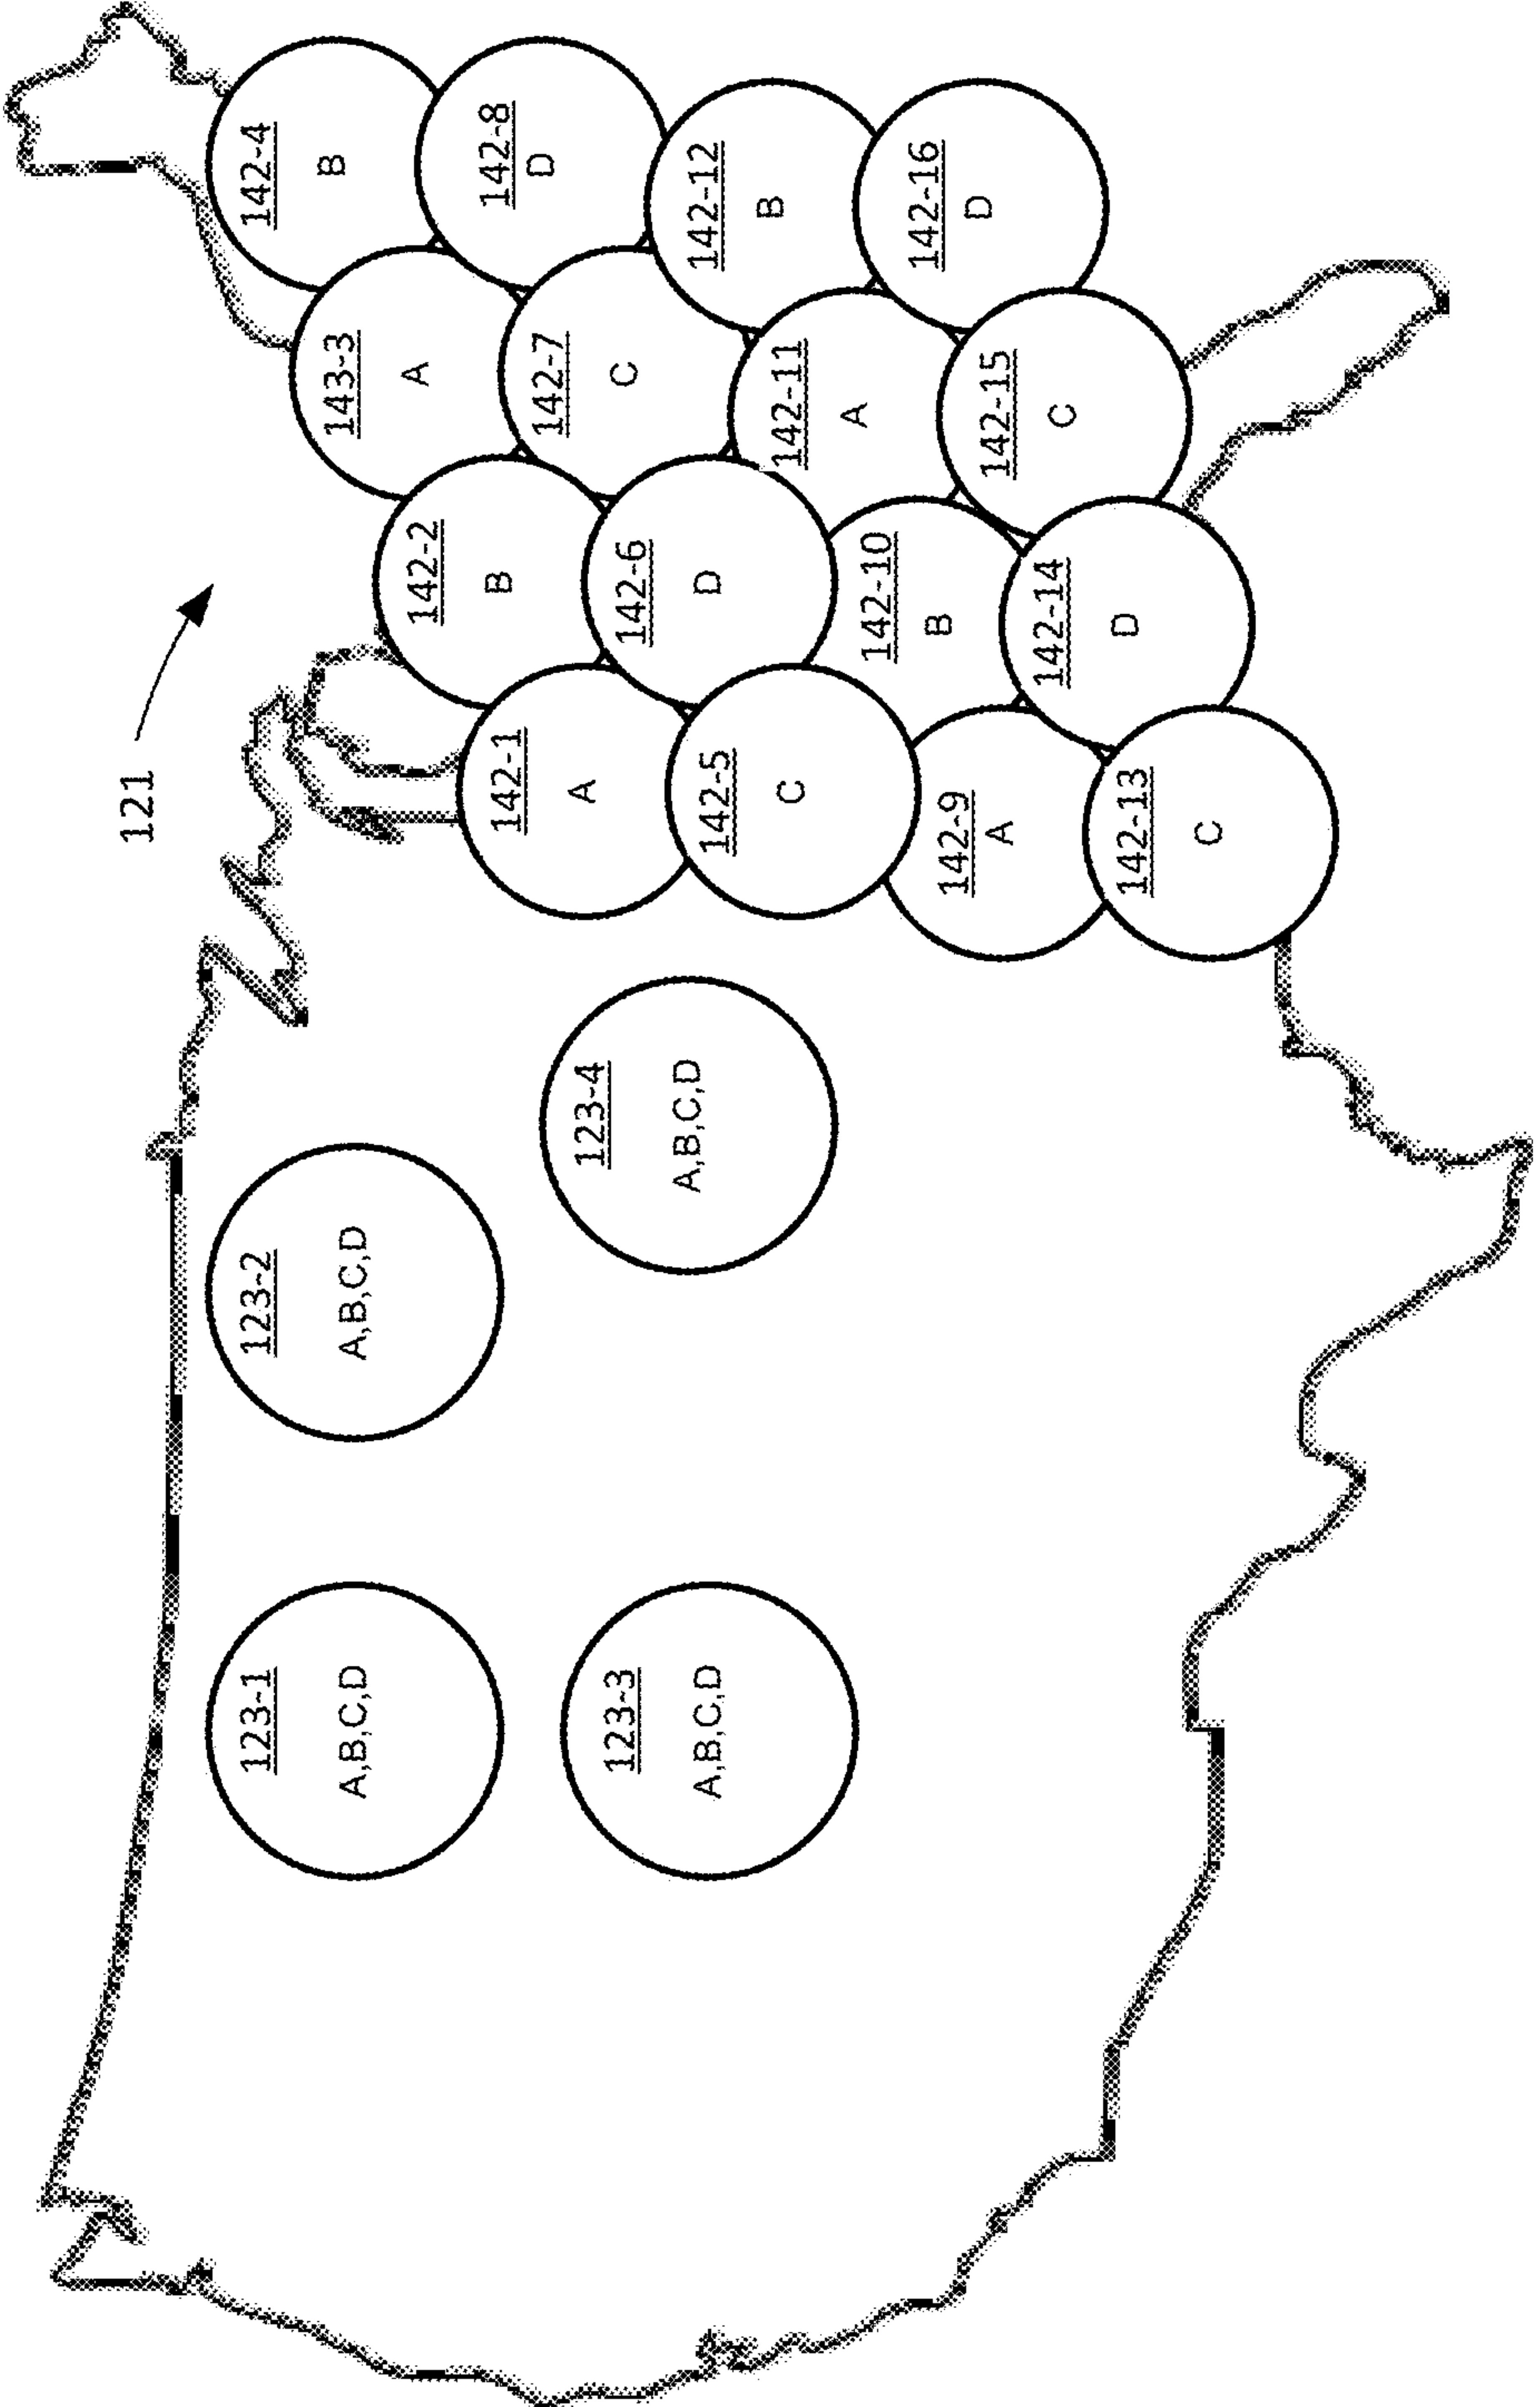 121
123-1
A,B,C,D
123-2
A,B,C,D
123-3
A,B,C,D
123-4
A,B,C,D
142-1
A
142-2
B
143-3
A
142-4
B
142-5
C
142-6
D
142-7
C
142-8
D
142-9
A
142-10
B
142-11
A
142-12
B
142-13
C
142-14
D
142-15
C
142-16
D